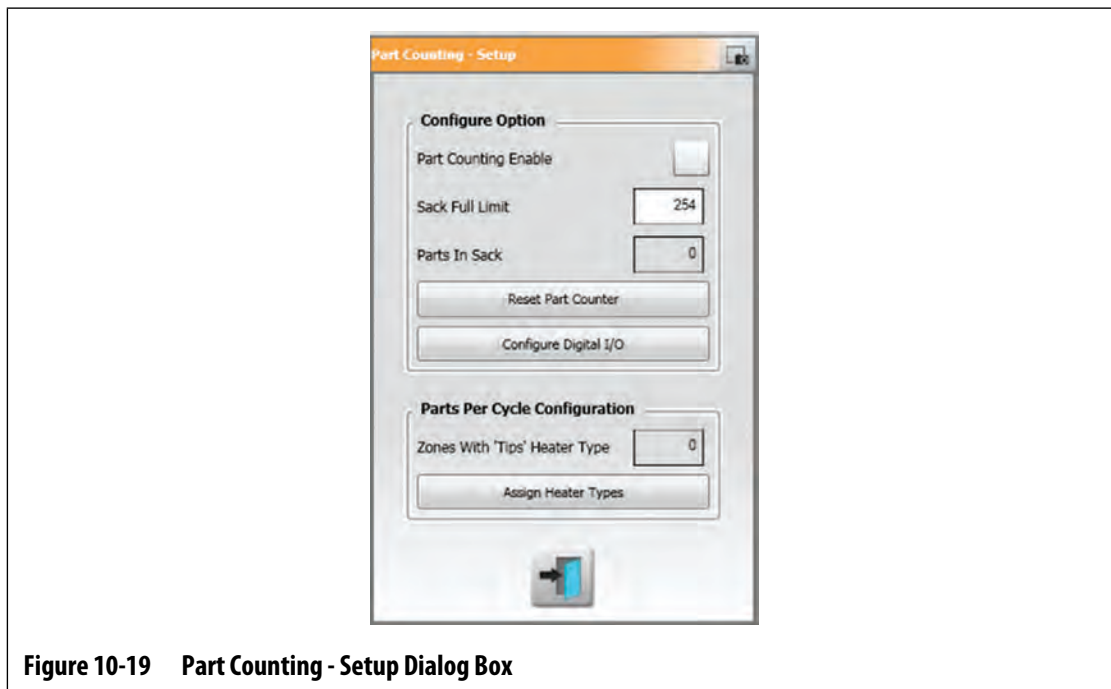 Part Counting - Setup
Configure Option
Part Counting Enable
Sack Full Limit 254
Parts In Sack 0
Reset Part Counter
Configure Digital I/O
Parts Per Cycle Configuration
Zones With 'Tips' Heater Type 0
Assign Heater Types
Figure 10-19 Part Counting - Setup Dialog Box